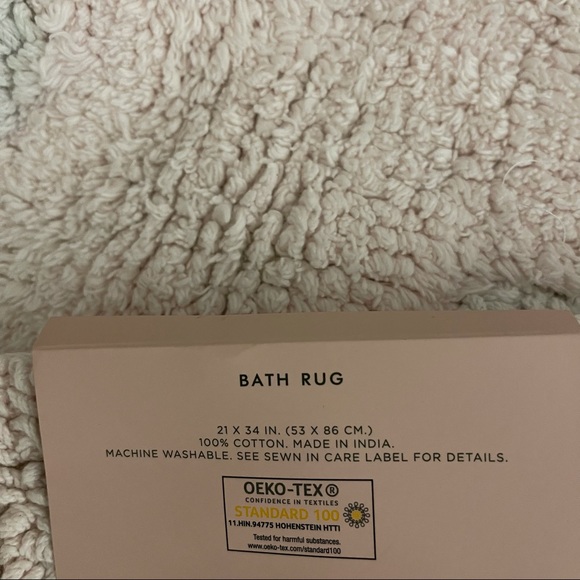 BATH RUG
21 X 34 IN. (53 X 86 CM.)
100% COTTON. MADE IN INDIA.
MACHINE WASHABLE. SEE SEWN IN CARE LABEL FOR DETAILS.
OEKO-TEX®
CONFIDENCE IN TEXTILES
STANDARD 100
11.HIN.94775 HOHENSTEIN HTTI
Tested for harmful substances.
www.oeko-tex.com/standard100